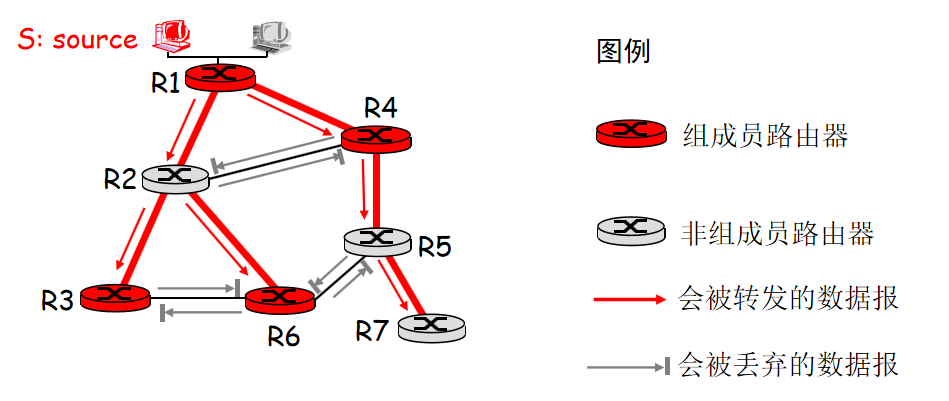 S: source
R1
R4
R2
R5
R3
R6
R7
图例
组成员路由器
非组成员路由器
会被转发的数据报
会被丢弃的数据报